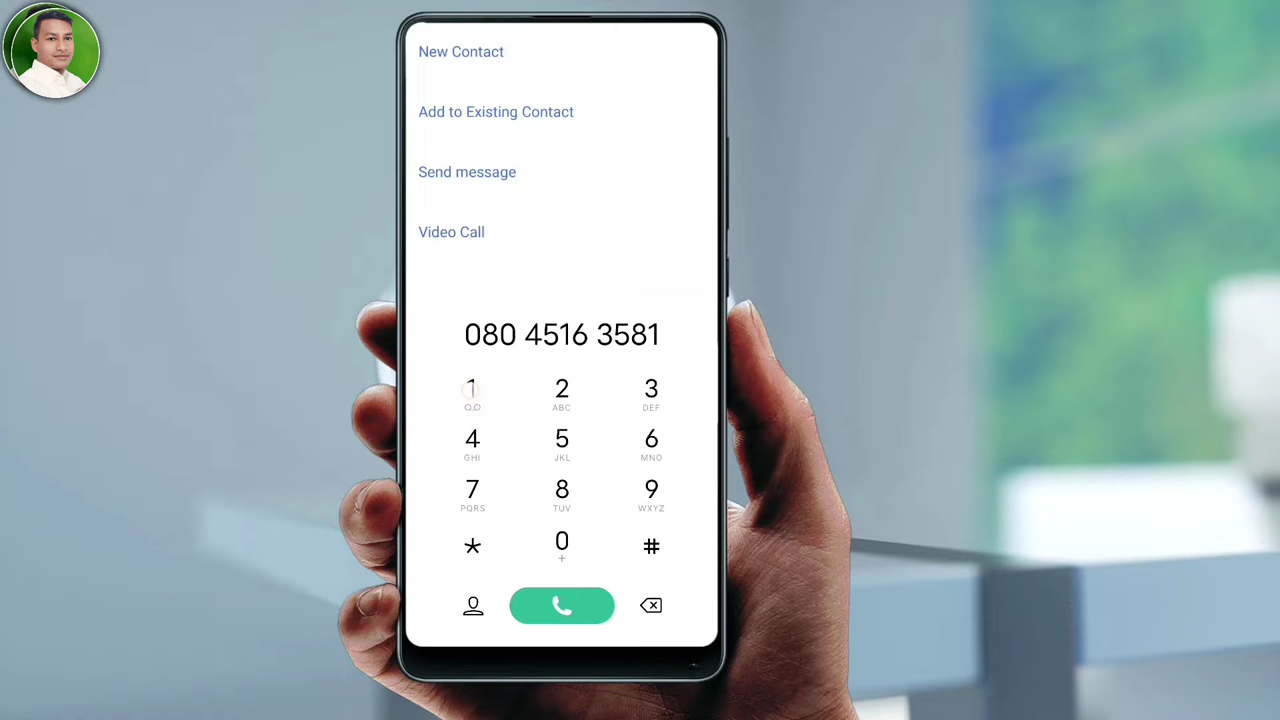 New Contact
Add to Existing Contact
Send message
Video Call
080 4516 3581
1 2 3
ABC DEF
4 5 6
GHI JKL MNO
7 8 9
PQRS TUV WXYZ
* 0 #
+